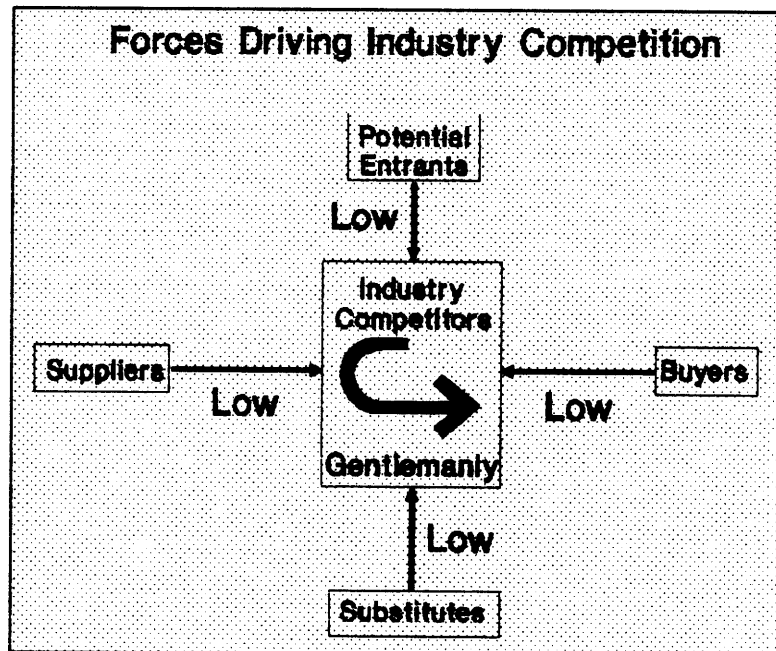 Forces Driving Industry Competition
Potential
Entrants
Low
Industry
Competitors
Suppliers
Low
Buyers
Low
Gentlemanly
Low
Substitutes